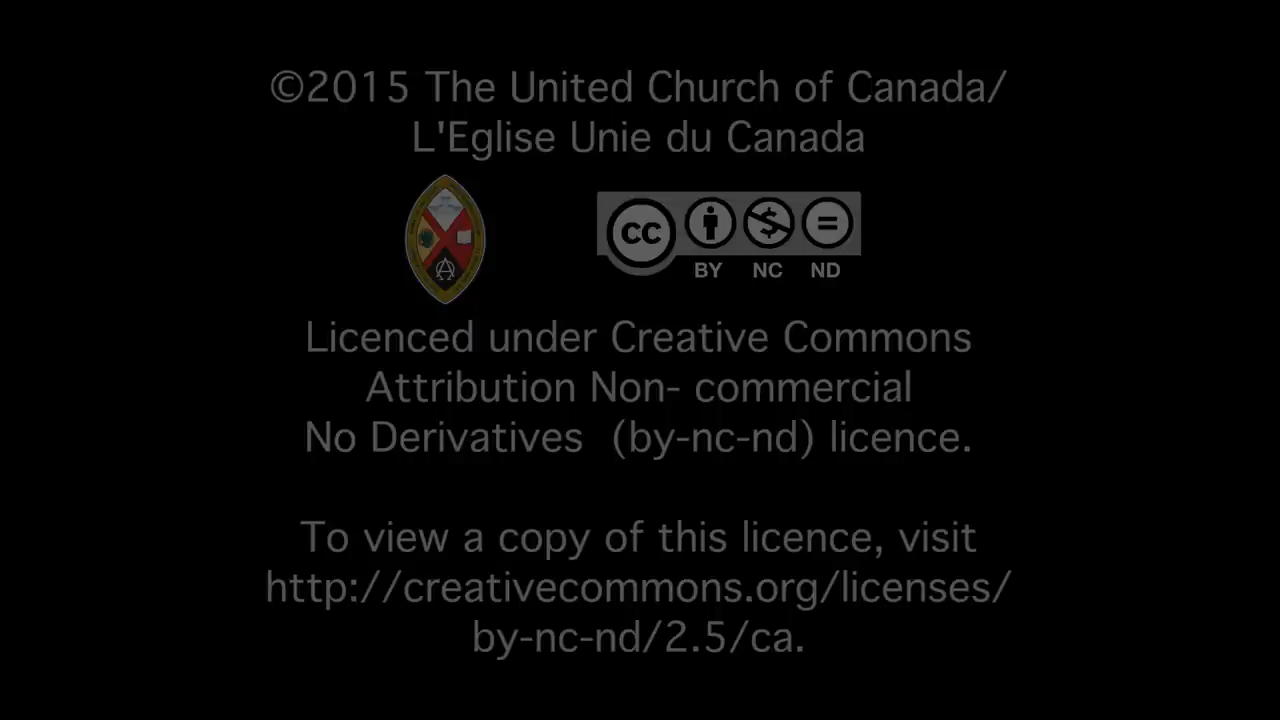 ©2015 The United Church of Canada/
L'Eglise Unie du Canada
cc
BY NC ND
Licenced under Creative Commons
Attribution Non- commercial
No Derivatives (by-nc-nd) licence.
To view a copy of this licence, visit
http://creativecommons.org/licenses/
by-nc-nd/2.5/ca.